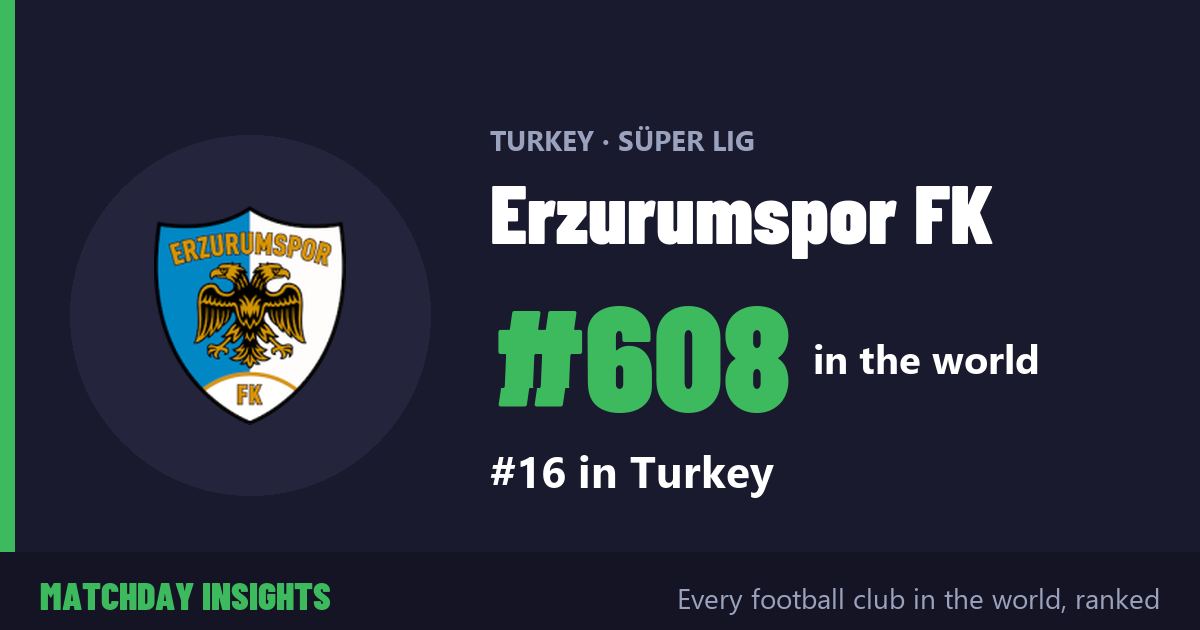 TURKEY · SÜPER LIG
Erzurumspor FK
ERZURUMSPOR
FK
#608 in the world
#16 in Turkey
MATCHDAY INSIGHTS
Every football club in the world, ranked